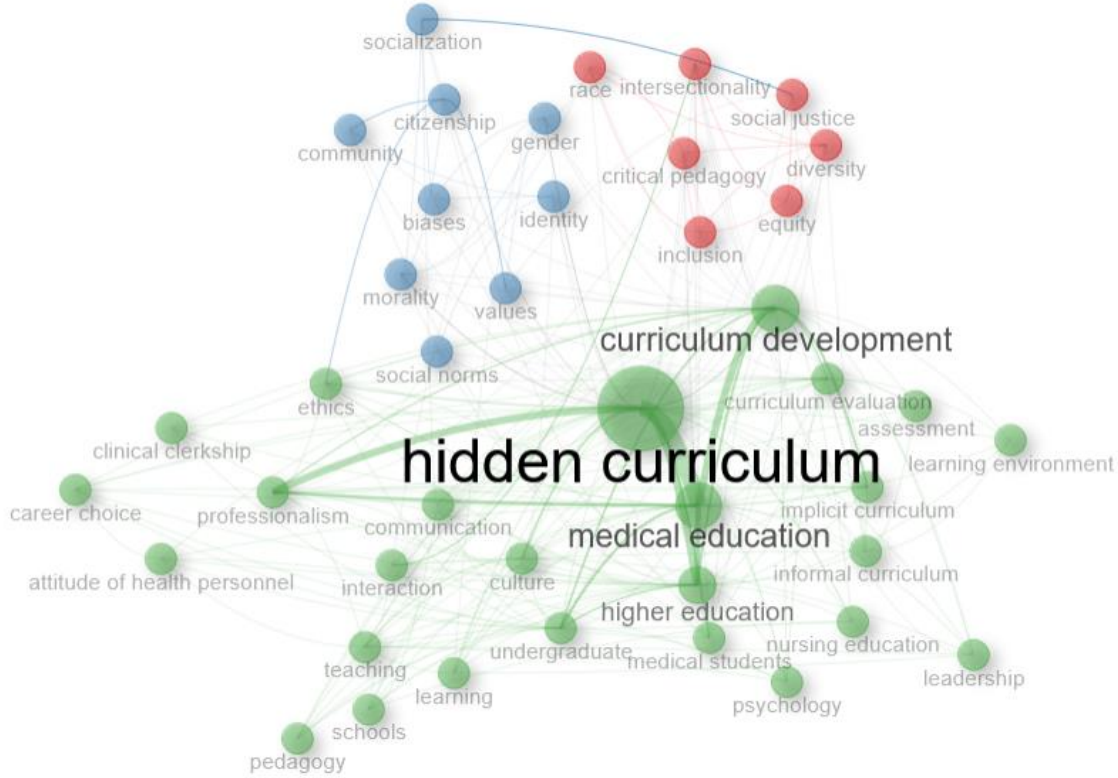 socialization
race
intersectionality
social justice
citizenship
community
gender
critical pedagogy
diversity
biases
identity
equity
inclusion
morality
values
curriculum development
social norms
ethics
curriculum evaluation
assessment
clinical clerkship
hidden curriculum
learning environment
career choice
professionalism
communication
implicit curriculum
medical education
attitude of health personnel
interaction
culture
informal curriculum
higher education
undergraduate
medical students
nursing education
teaching
learning
psychology
leadership
schools
pedagogy